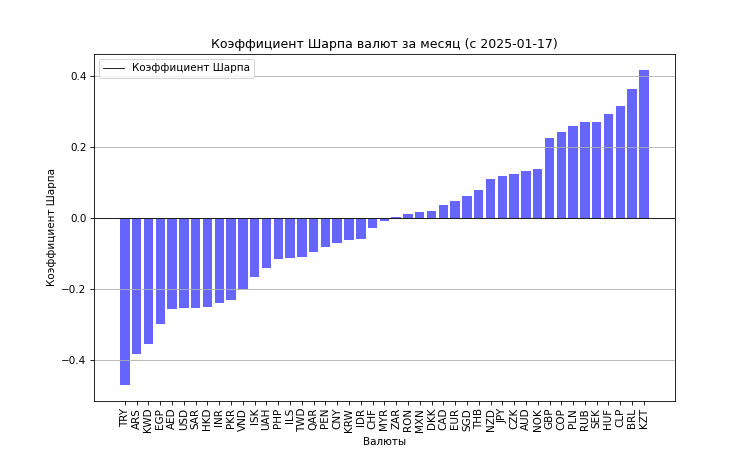 Коэффициент Шарпа валют за месяц (с 2025-01-17)
Коэффициент Шарпа
Коэффициент Шарпа
0.4
0.2
0.0
−0.2
−0.4
TRY ARS KWD EGP AED USD SAR HKD INR PKR VND ISK UAH PHP ILS TWD QAR PEN CNY KRW IDR CHF MYR ZAR RON MXN DKK CAD EUR SGD THB NZD JPY CZK AUD NOK GBP COP PLN RUB SEK HUF CLP BRL KZT
Валюты